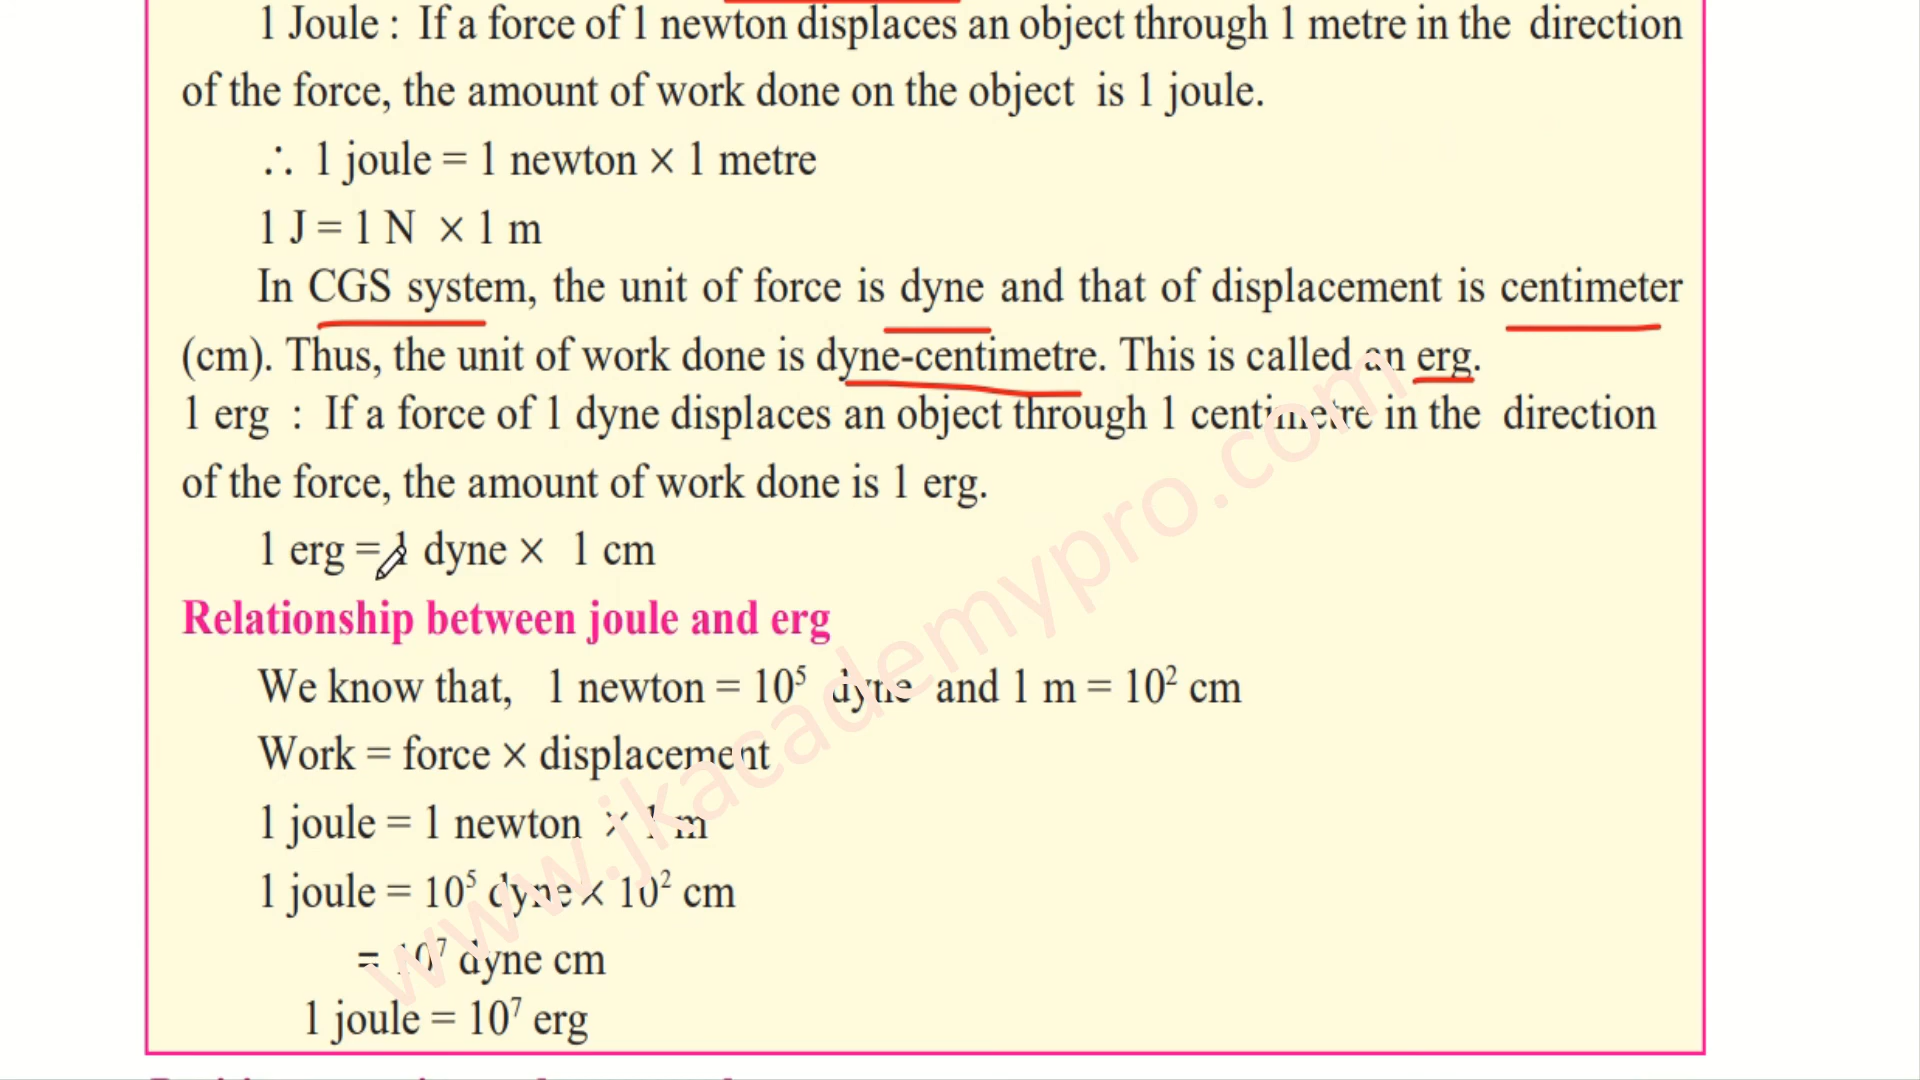 1 Joule : If a force of 1 newton displaces an object through 1 metre in the direction
of the force, the amount of work done on the object is 1 joule.
∴ 1 joule = 1 newton × 1 metre
1 J = 1 N × 1 m
In CGS system, the unit of force is dyne and that of displacement is centimeter
(cm). Thus, the unit of work done is dyne-centimetre. This is called an erg.
1 erg : If a force of 1 dyne displaces an object through 1 centimetre in the direction
of the force, the amount of work done is 1 erg.
1 erg = 1 dyne × 1 cm
Relationship between joule and erg
We know that, 1 newton = 10⁵ dyne and 1 m = 10² cm
Work = force × displacement
1 joule = 1 newton × 1 m
1 joule = 10⁵ dyne × 10² cm
= 10⁷ dyne cm
1 joule = 10⁷ erg
www.jkacademypro.com